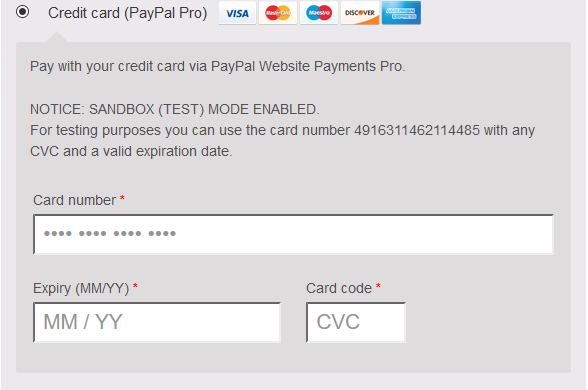 Credit card (PayPal Pro) VISA MasterCard Maestro DISCOVER AMERICAN EXPRESS
Pay with your credit card via PayPal Website Payments Pro.
NOTICE: SANDBOX (TEST) MODE ENABLED.
For testing purposes you can use the card number 4916311462114485 with any
CVC and a valid expiration date.
Card number *
•••• •••• •••• ••••
Expiry (MM/YY) * Card code *
MM / YY CVC